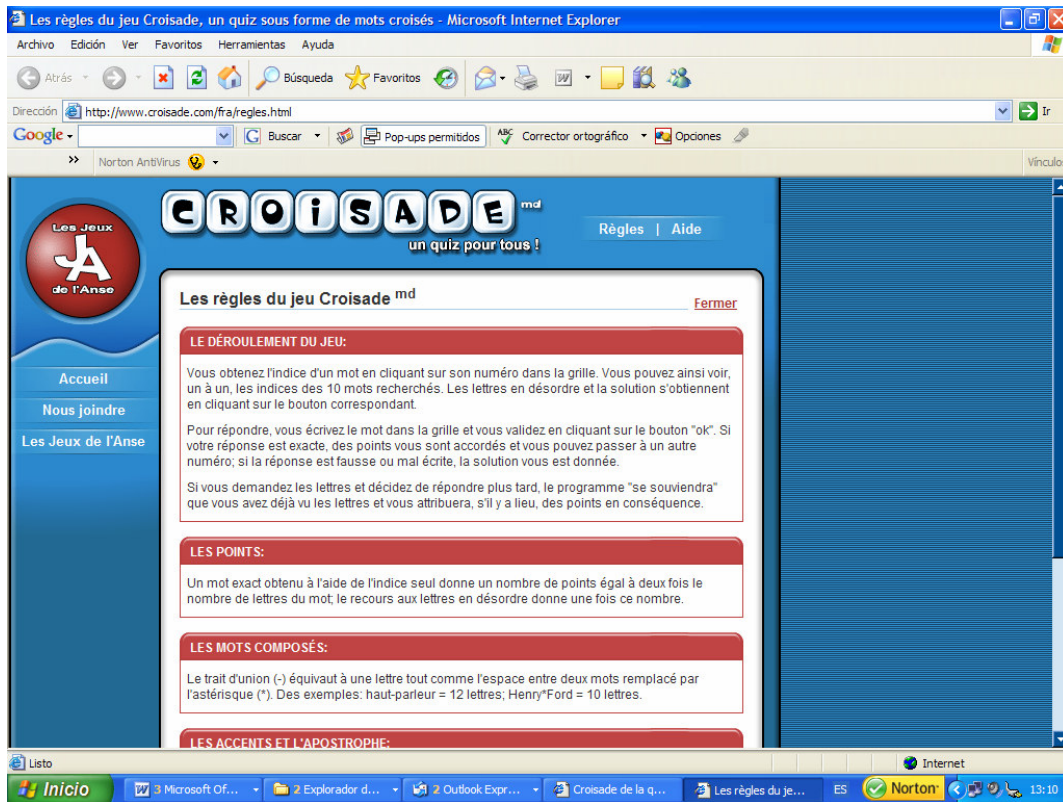 Les règles du jeu Croisade, un quiz sous forme de mots croisés - Microsoft Internet Explorer
Archivo Edición Ver Favoritos Herramientas Ayuda
Atrás Búsqueda Favoritos
Dirección http://www.croisade.com/fra/regles.html Ir
Google Buscar Pop-ups permitidos ABC Corrector ortográfico Opciones
» Norton AntiVirus Vínculo
CROiSADE md
un quiz pour tous !
Règles | Aide
Les Jeux
JA
de l'Anse
Accueil
Nous joindre
Les Jeux de l'Anse
Les règles du jeu Croisade md
Fermer
LE DÉROULEMENT DU JEU:
Vous obtenez l'indice d'un mot en cliquant sur son numéro dans la grille. Vous pouvez ainsi voir,
un à un, les indices des 10 mots recherchés. Les lettres en désordre et la solution s'obtiennent
en cliquant sur le bouton correspondant.
Pour répondre, vous écrivez le mot dans la grille et vous validez en cliquant sur le bouton "ok". Si
votre réponse est exacte, des points vous sont accordés et vous pouvez passer à un autre
numéro; si la réponse est fausse ou mal écrite, la solution vous est donnée.
Si vous demandez les lettres et décidez de répondre plus tard, le programme "se souviendra"
que vous avez déjà vu les lettres et vous attribuera, s'il y a lieu, des points en conséquence.
LES POINTS:
Un mot exact obtenu à l'aide de l'indice seul donne un nombre de points égal à deux fois le
nombre de lettres du mot; le recours aux lettres en désordre donne une fois ce nombre.
LES MOTS COMPOSÉS:
Le trait d'union (-) équivaut à une lettre tout comme l'espace entre deux mots remplacé par
l'astérisque (*). Des exemples: haut-parleur = 12 lettres; Henry*Ford = 10 lettres.
LES ACCENTS ET L'APOSTROPHE:
Listo Internet
Inicio 3 Microsoft Of... 2 Explorador d... 2 Outlook Expr... Croisade de la q... Les règles du je... ES Norton 13:10